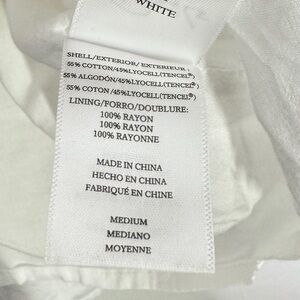 WHITE
SHELL/EXTERIOR/EXTERIEUR:
55% COTTON/45%LYOCELL(TENCEL®)
55% ALGODÓN/45%LYOCELL(TENCEL®)
55% COTON/45%LYOCELL(TENCEL®)
LINING/FORRO/DOUBLURE:
100% RAYON
100% RAYON
100% RAYONNE
MADE IN CHINA
HECHO EN CHINA
FABRIQUÉ EN CHINE
MEDIUM
MEDIANO
MOYENNE